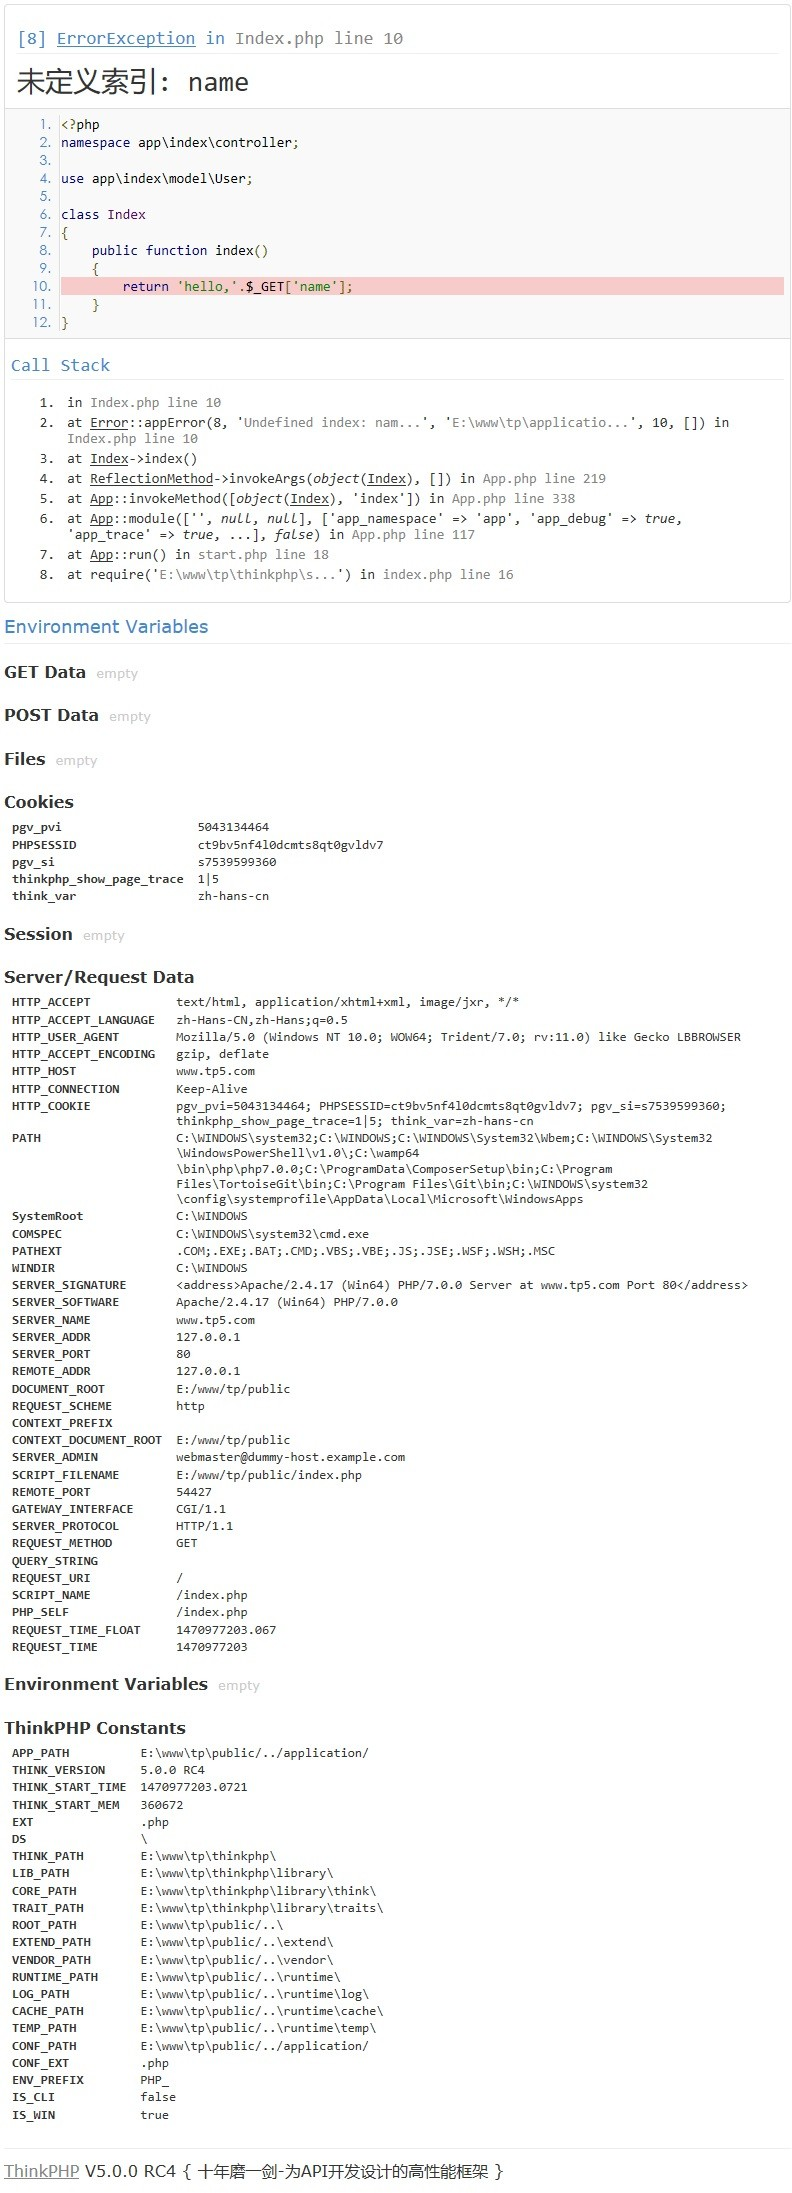 [8] ErrorException in Index.php line 10
未定义索引: name
1. <?php
2. namespace app\index\controller;
3.
4. use app\index\model\User;
5.
6. class Index
7. {
8. public function index()
9. {
10. return 'hello,'.$_GET['name'];
11. }
12. }
Call Stack
1. in Index.php line 10
2. at Error::appError(8, 'Undefined index: nam...', 'E:\www\tp\applicatio...', 10, []) in
Index.php line 10
3. at Index->index()
4. at ReflectionMethod->invokeArgs(object(Index), []) in App.php line 219
5. at App::invokeMethod([object(Index), 'index']) in App.php line 338
6. at App::module(['', null, null], ['app_namespace' => 'app', 'app_debug' => true,
'app_trace' => true, ...], false) in App.php line 117
7. at App::run() in start.php line 18
8. at require('E:\www\tp\thinkphp\s...') in index.php line 16
Environment Variables
GET Data empty
POST Data empty
Files empty
Cookies
pgv_pvi 5043134464
PHPSESSID ct9bv5nf4l0dcmts8qt0gvldv7
pgv_si s7539599360
thinkphp_show_page_trace 1|5
think_var zh-hans-cn
Session empty
Server/Request Data
HTTP_ACCEPT text/html, application/xhtml+xml, image/jxr, */*
HTTP_ACCEPT_LANGUAGE zh-Hans-CN,zh-Hans;q=0.5
HTTP_USER_AGENT Mozilla/5.0 (Windows NT 10.0; WOW64; Trident/7.0; rv:11.0) like Gecko LBBROWSER
HTTP_ACCEPT_ENCODING gzip, deflate
HTTP_HOST www.tp5.com
HTTP_CONNECTION Keep-Alive
HTTP_COOKIE pgv_pvi=5043134464; PHPSESSID=ct9bv5nf4l0dcmts8qt0gvldv7; pgv_si=s7539599360;
thinkphp_show_page_trace=1|5; think_var=zh-hans-cn
PATH C:\WINDOWS\system32;C:\WINDOWS;C:\WINDOWS\System32\Wbem;C:\WINDOWS\System32
\WindowsPowerShell\v1.0\;C:\wamp64
\bin\php\php7.0.0;C:\ProgramData\ComposerSetup\bin;C:\Program
Files\TortoiseGit\bin;C:\Program Files\Git\bin;C:\WINDOWS\system32
\config\systemprofile\AppData\Local\Microsoft\WindowsApps
SystemRoot C:\WINDOWS
COMSPEC C:\WINDOWS\system32\cmd.exe
PATHEXT .COM;.EXE;.BAT;.CMD;.VBS;.VBE;.JS;.JSE;.WSF;.WSH;.MSC
WINDIR C:\WINDOWS
SERVER_SIGNATURE <address>Apache/2.4.17 (Win64) PHP/7.0.0 Server at www.tp5.com Port 80</address>
SERVER_SOFTWARE Apache/2.4.17 (Win64) PHP/7.0.0
SERVER_NAME www.tp5.com
SERVER_ADDR 127.0.0.1
SERVER_PORT 80
REMOTE_ADDR 127.0.0.1
DOCUMENT_ROOT E:/www/tp/public
REQUEST_SCHEME http
CONTEXT_PREFIX
CONTEXT_DOCUMENT_ROOT E:/www/tp/public
SERVER_ADMIN webmaster@dummy-host.example.com
SCRIPT_FILENAME E:/www/tp/public/index.php
REMOTE_PORT 54427
GATEWAY_INTERFACE CGI/1.1
SERVER_PROTOCOL HTTP/1.1
REQUEST_METHOD GET
QUERY_STRING
REQUEST_URI /
SCRIPT_NAME /index.php
PHP_SELF /index.php
REQUEST_TIME_FLOAT 1470977203.067
REQUEST_TIME 1470977203
Environment Variables empty
ThinkPHP Constants
APP_PATH E:\www\tp\public/../application/
THINK_VERSION 5.0.0 RC4
THINK_START_TIME 1470977203.0721
THINK_START_MEM 360672
EXT .php
DS \
THINK_PATH E:\www\tp\thinkphp\
LIB_PATH E:\www\tp\thinkphp\library\
CORE_PATH E:\www\tp\thinkphp\library\think\
TRAIT_PATH E:\www\tp\thinkphp\library\traits\
ROOT_PATH E:\www\tp\public/..\
EXTEND_PATH E:\www\tp\public/..\extend\
VENDOR_PATH E:\www\tp\public/..\vendor\
RUNTIME_PATH E:\www\tp\public/..\runtime\
LOG_PATH E:\www\tp\public/..\runtime\log\
CACHE_PATH E:\www\tp\public/..\runtime\cache\
TEMP_PATH E:\www\tp\public/..\runtime\temp\
CONF_PATH E:\www\tp\public/../application/
CONF_EXT .php
ENV_PREFIX PHP_
IS_CLI false
IS_WIN true
ThinkPHP V5.0.0 RC4 { 十年磨一剑-为API开发设计的高性能框架 }